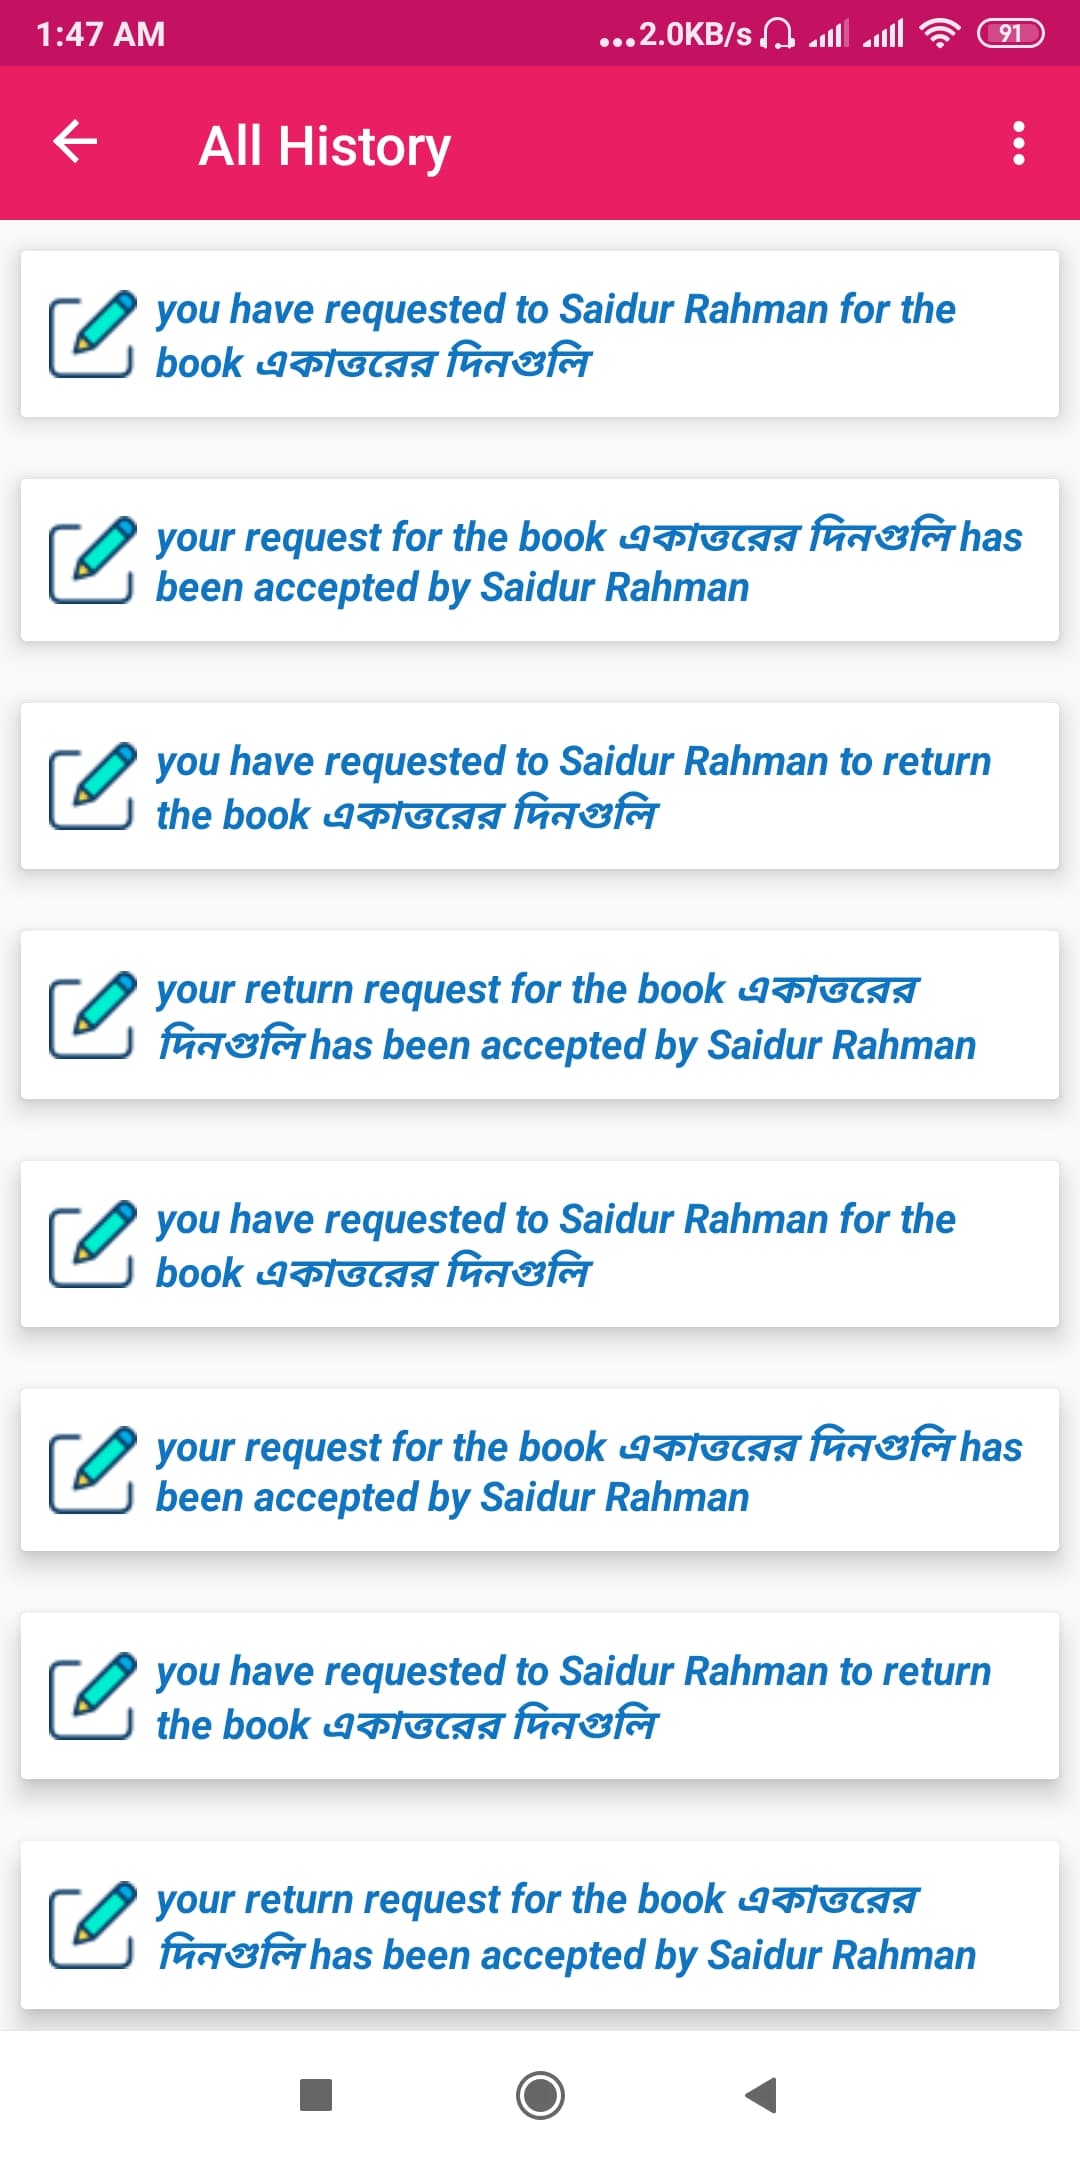 1:47 AM
...2.0KB/s
91
All History
you have requested to Saidur Rahman for the
book একাত্তরের দিনগুলি
your request for the book একাত্তরের দিনগুলি has
been accepted by Saidur Rahman
you have requested to Saidur Rahman to return
the book একাত্তরের দিনগুলি
your return request for the book একাত্তরের
দিনগুলি has been accepted by Saidur Rahman
you have requested to Saidur Rahman for the
book একাত্তরের দিনগুলি
your request for the book একাত্তরের দিনগুলি has
been accepted by Saidur Rahman
you have requested to Saidur Rahman to return
the book একাত্তরের দিনগুলি
your return request for the book একাত্তরের
দিনগুলি has been accepted by Saidur Rahman